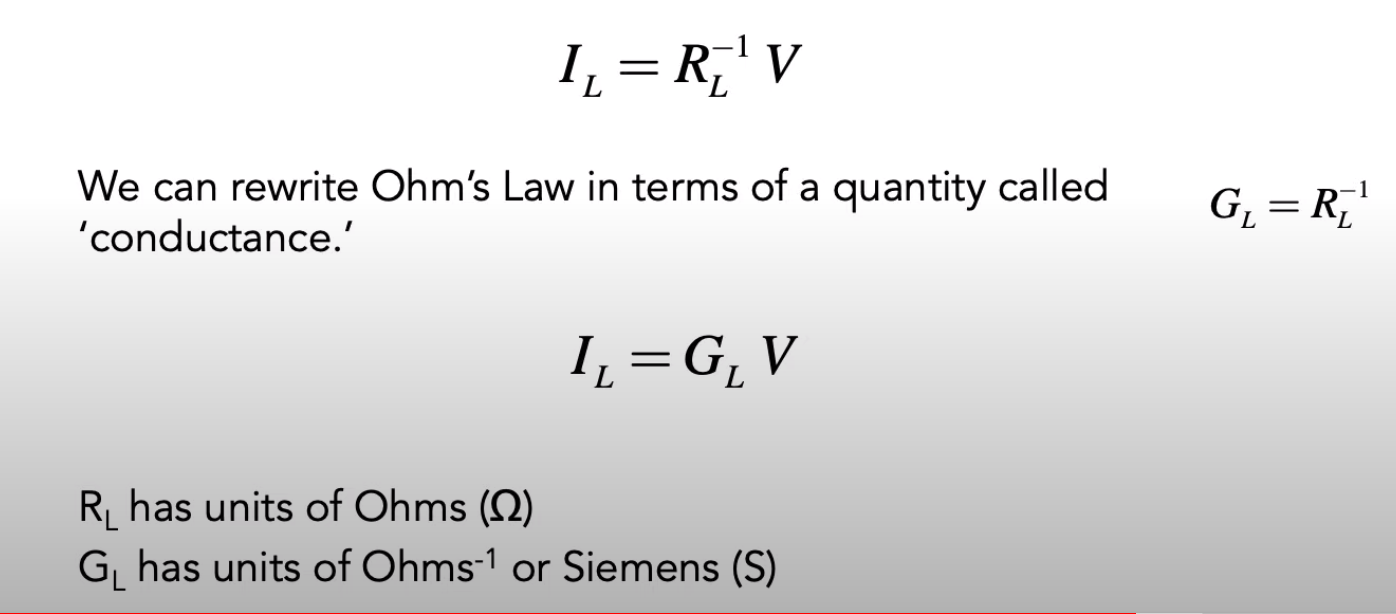 I_L = R_L^{-1} V
We can rewrite Ohm's Law in terms of a quantity called
'conductance.'
G_L = R_L^{-1}
I_L = G_L V
R_L has units of Ohms (Ω)
G_L has units of Ohms^{-1} or Siemens (S)